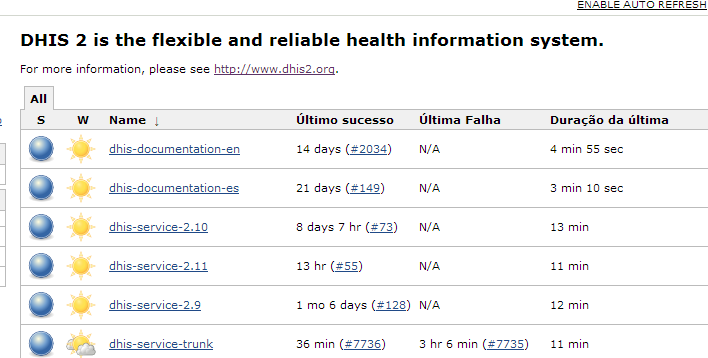 ENABLE AUTO REFRESH
DHIS 2 is the flexible and reliable health information system.
For more information, please see http://www.dhis2.org.
All
S W Name ↓ Último sucesso Última Falha Duração da última
dhis-documentation-en 14 days (#2034) N/A 4 min 55 sec
dhis-documentation-es 21 days (#149) N/A 3 min 10 sec
dhis-service-2.10 8 days 7 hr (#73) N/A 13 min
dhis-service-2.11 13 hr (#55) N/A 11 min
dhis-service-2.9 1 mo 6 days (#128) N/A 12 min
dhis-service-trunk 36 min (#7736) 3 hr 6 min (#7735) 11 min